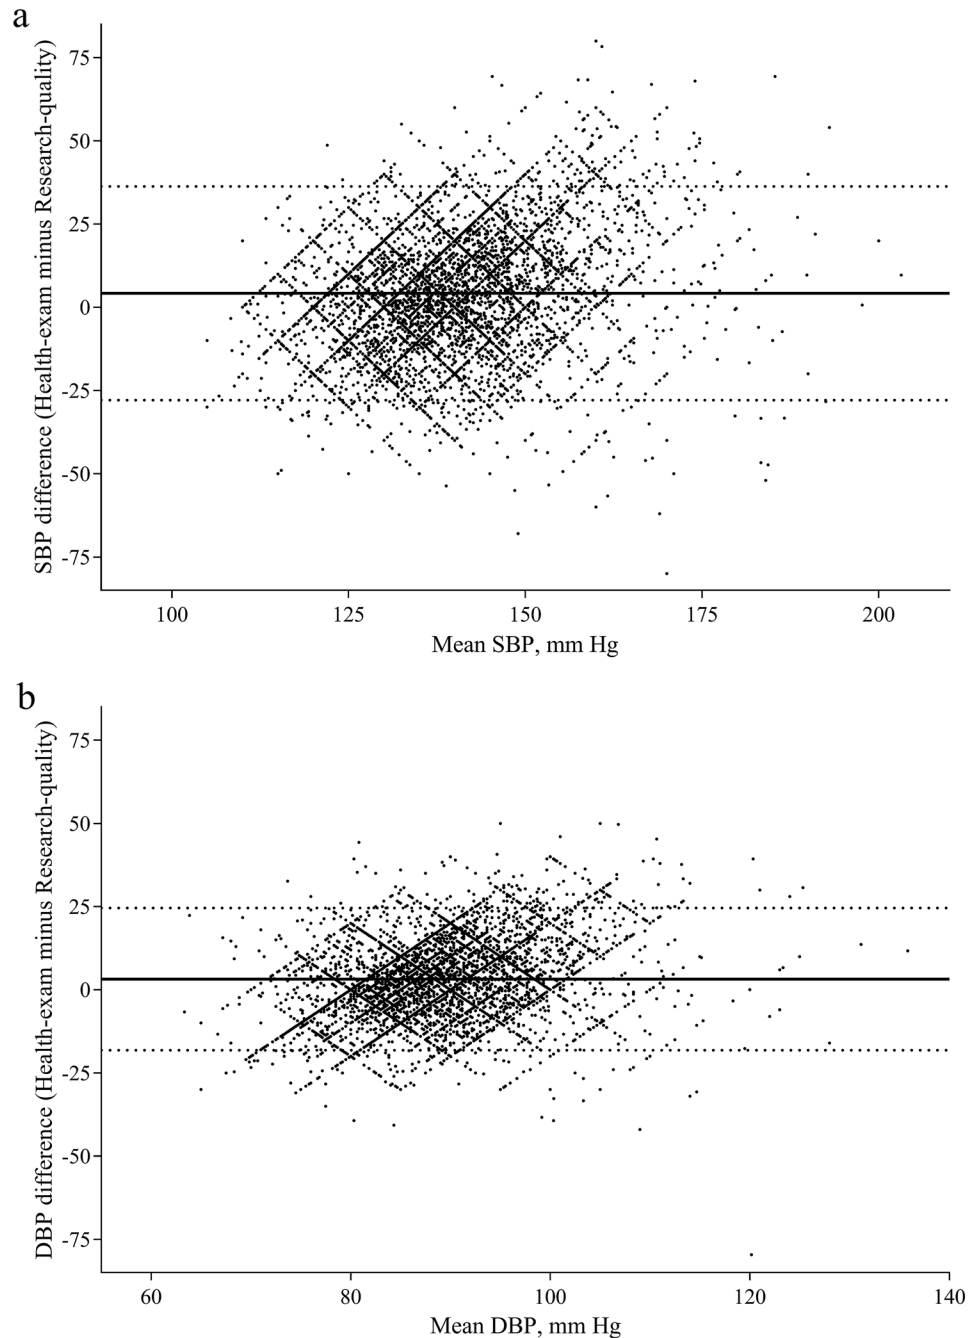 a
SBP difference (Health-exam minus Research-quality)
75
50
25
0
-25
-50
-75
100 125 150 175 200
Mean SBP, mm Hg
b
DBP difference (Health-exam minus Research-quality)
75
50
25
0
-25
-50
-75
60 80 100 120 140
Mean DBP, mm Hg